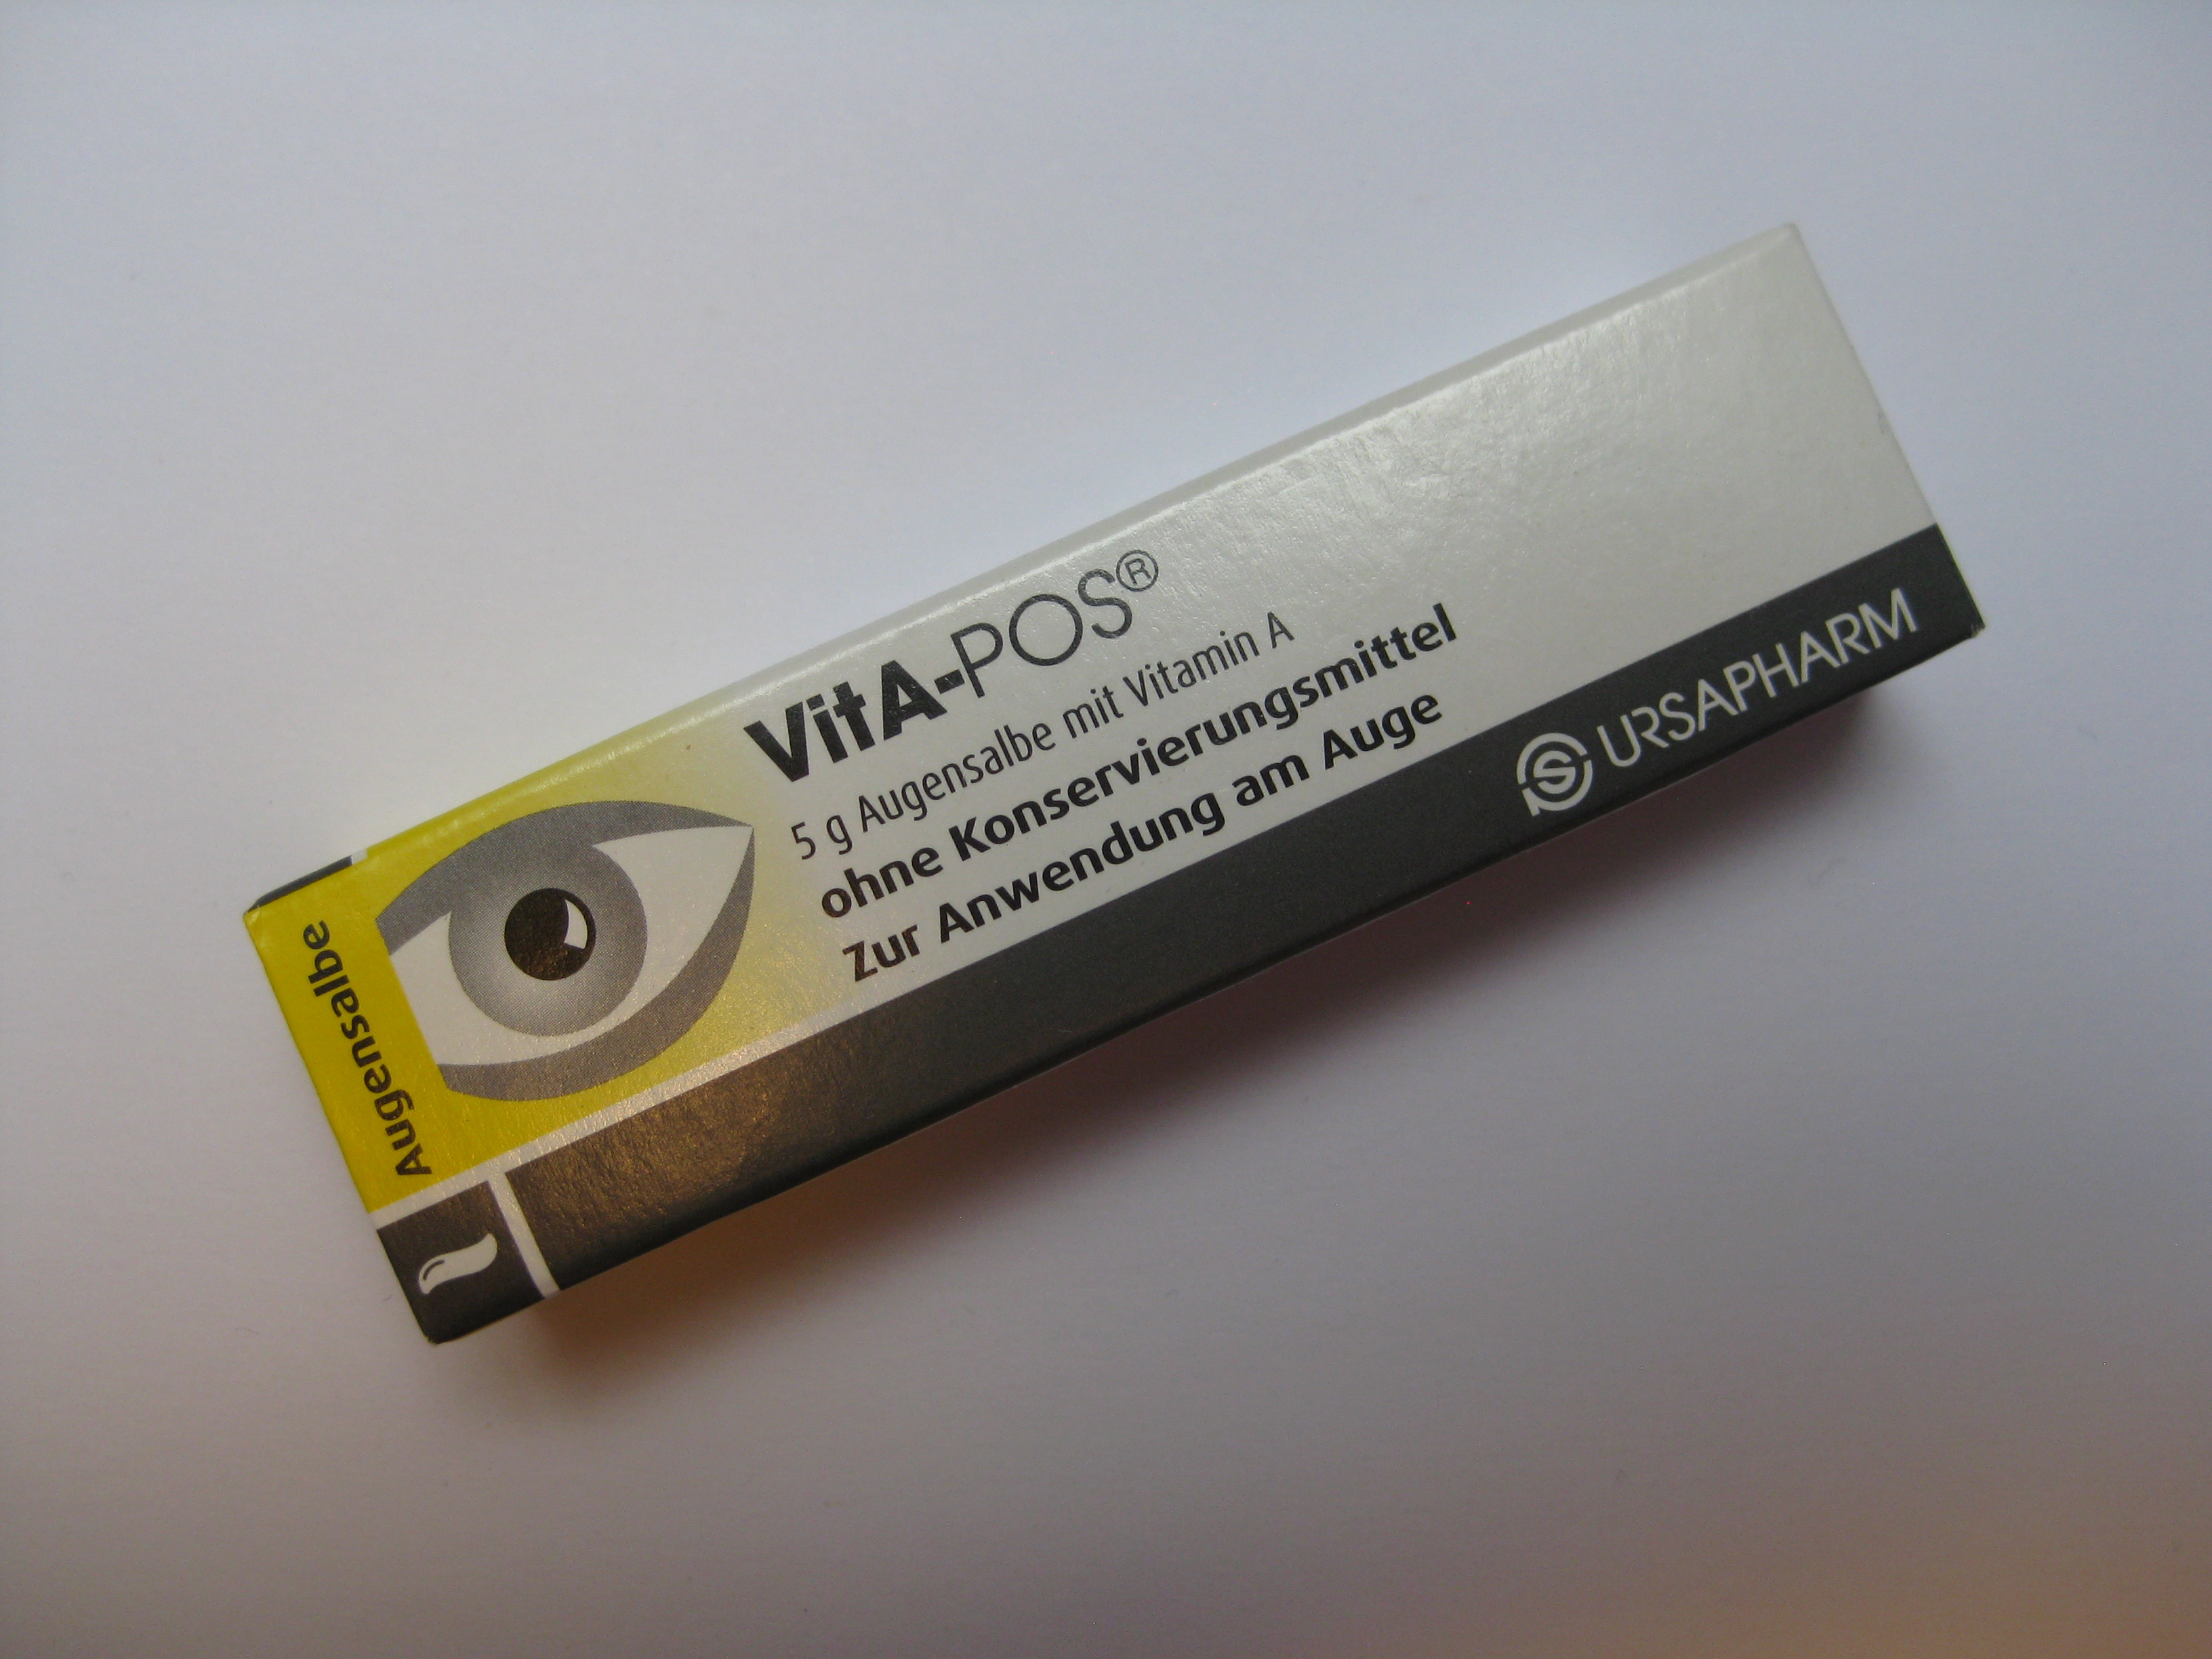 Augensalbe
VitA-POS®
5 g Augensalbe mit Vitamin A
ohne Konservierungsmittel
Zur Anwendung am Auge
URSAPHARM